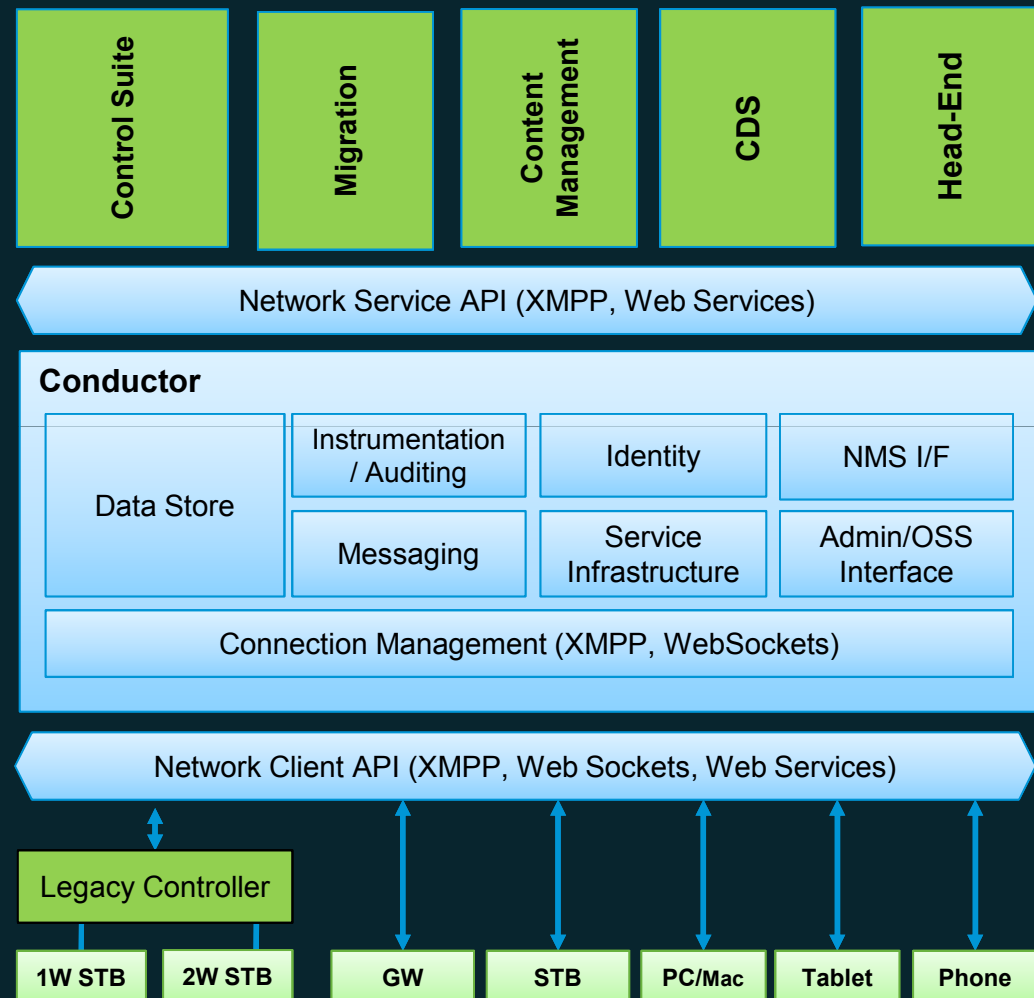 Control Suite
Migration
Content
Management
CDS
Head-End
Network Service API (XMPP, Web Services)
Conductor
Data Store
Instrumentation
/ Auditing
Identity
NMS I/F
Messaging
Service
Infrastructure
Admin/OSS
Interface
Connection Management (XMPP, WebSockets)
Network Client API (XMPP, Web Sockets, Web Services)
Legacy Controller
1W STB
2W STB
GW
STB
PC/Mac
Tablet
Phone